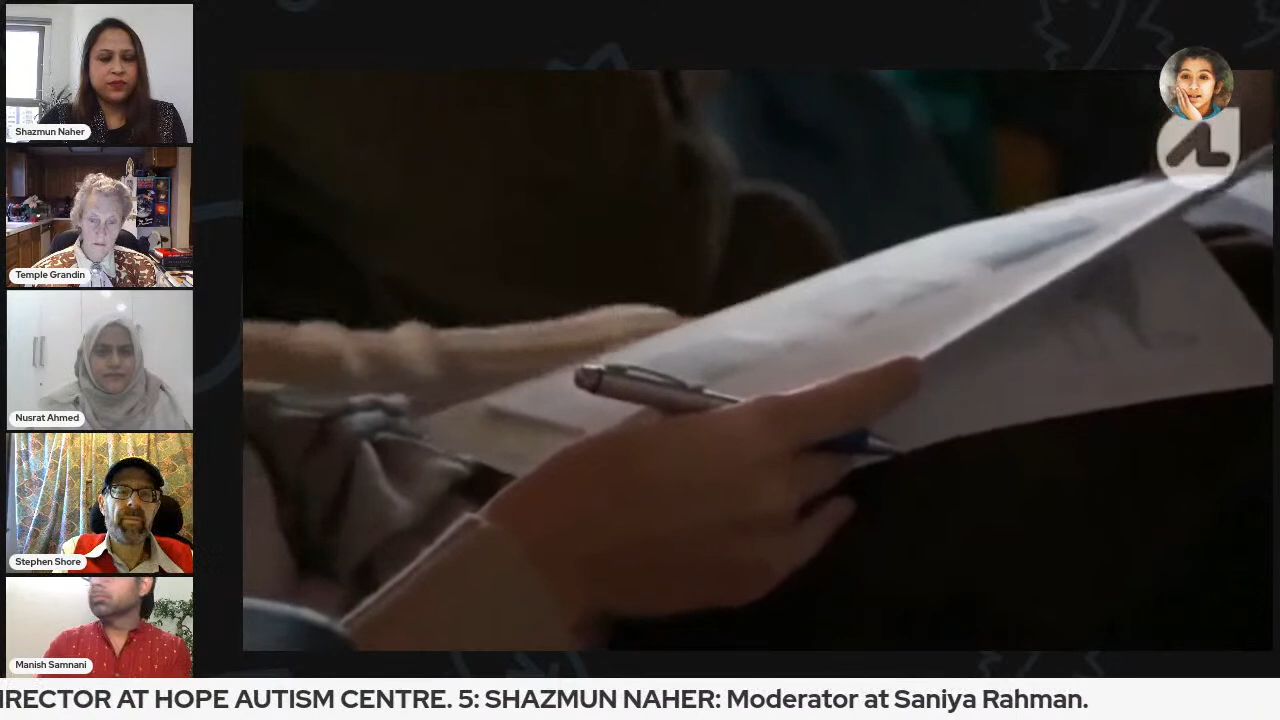 Shazmun Naher
Temple Grandin
Nusrat Ahmed
Stephen Shore
Manish Samnani
IRECTOR AT HOPE AUTISM CENTRE. 5: SHAZMUN NAHER: Moderator at Saniya Rahman.